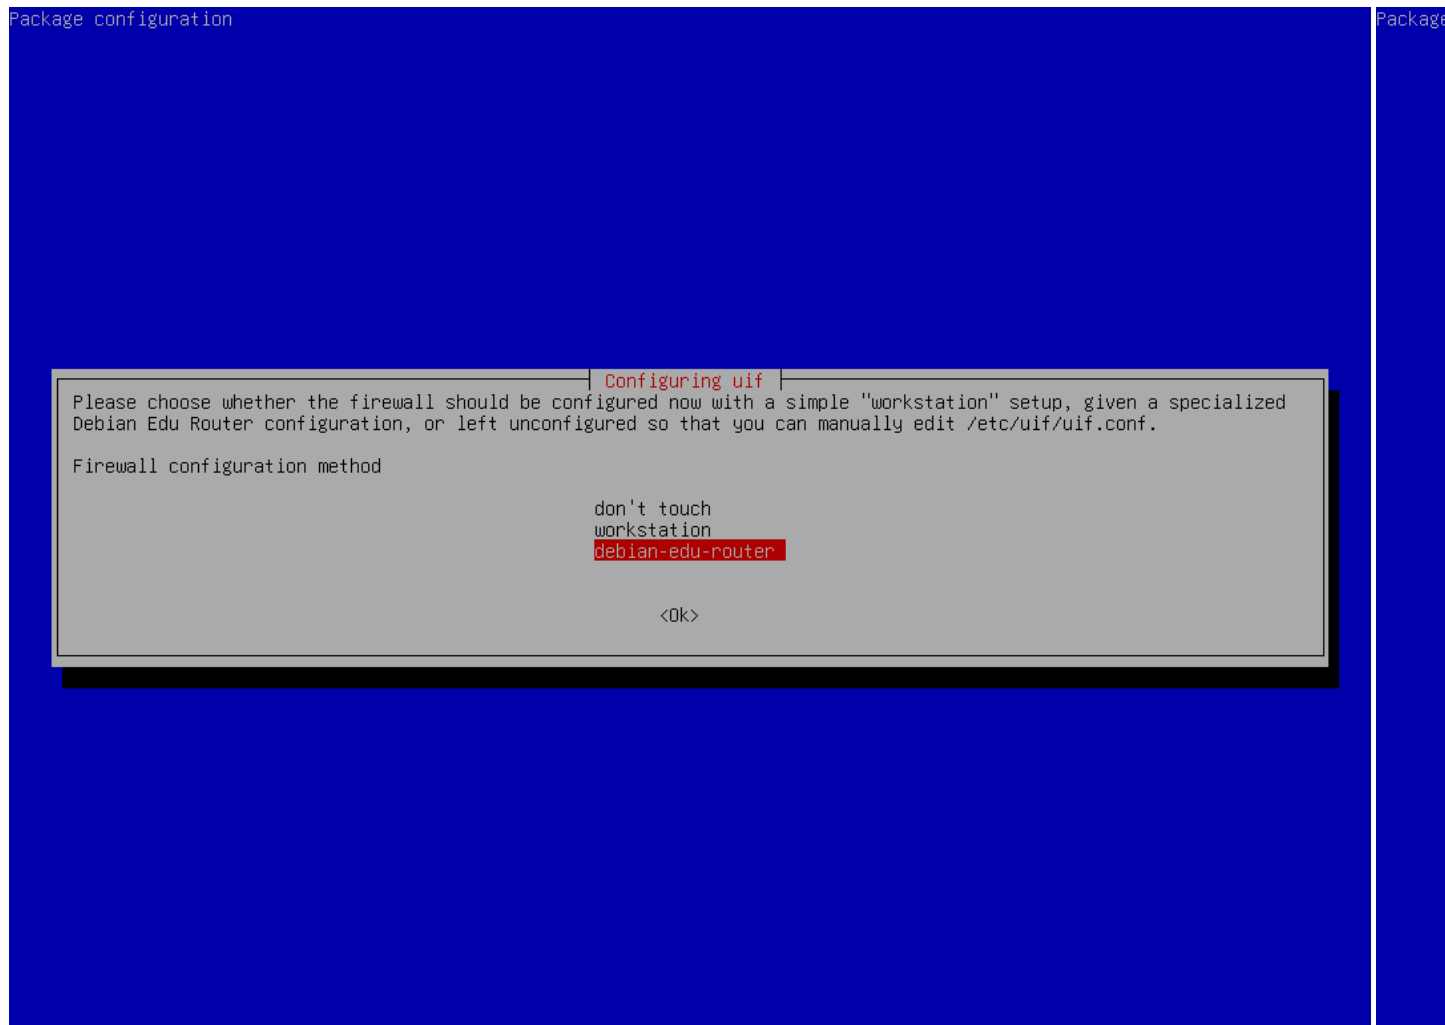 Package configuration
Package
Configuring uif
Please choose whether the firewall should be configured now with a simple "workstation" setup, given a specialized
Debian Edu Router configuration, or left unconfigured so that you can manually edit /etc/uif/uif.conf.
Firewall configuration method
don't touch
workstation
debian-edu-router
<Ok>